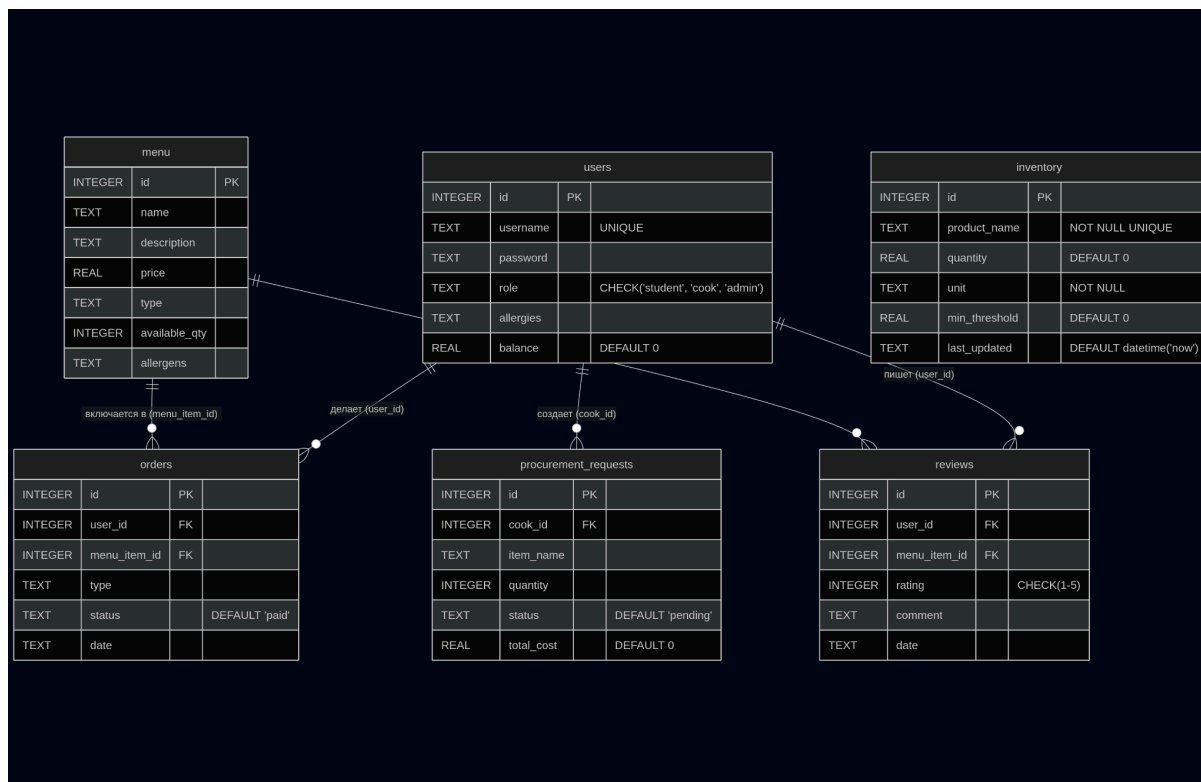 menu
INTEGER id PK
TEXT name
TEXT description
REAL price
TEXT type
INTEGER available_qty
TEXT allergens
users
INTEGER id PK
TEXT username UNIQUE
TEXT password
TEXT role CHECK('student', 'cook', 'admin')
TEXT allergies
REAL balance DEFAULT 0
inventory
INTEGER id PK
TEXT product_name NOT NULL UNIQUE
REAL quantity DEFAULT 0
TEXT unit NOT NULL
REAL min_threshold DEFAULT 0
TEXT last_updated DEFAULT datetime('now')
включается в (menu_item_id)
делает (user_id)
создает (cook_id)
пишет (user_id)
orders
INTEGER id PK
INTEGER user_id FK
INTEGER menu_item_id FK
TEXT type
TEXT status DEFAULT 'paid'
TEXT date
procurement_requests
INTEGER id PK
INTEGER cook_id FK
TEXT item_name
INTEGER quantity
TEXT status DEFAULT 'pending'
REAL total_cost DEFAULT 0
reviews
INTEGER id PK
INTEGER user_id FK
INTEGER menu_item_id FK
INTEGER rating CHECK(1-5)
TEXT comment
TEXT date